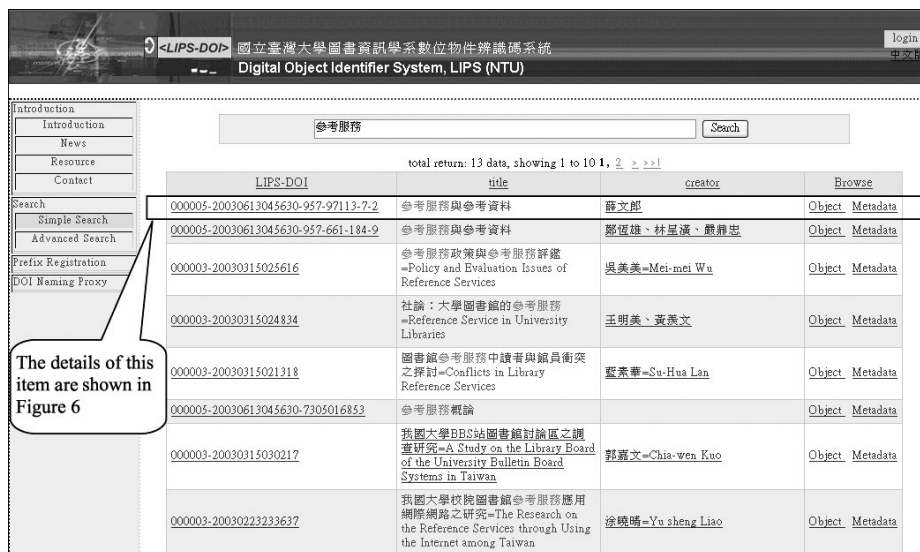 <LIPS-DOI> 國立臺灣大學圖書資訊學系數位物件辨識碼系統
Digital Object Identifier System, LIPS (NTU)
login
中文版
Introduction
Introduction
News
Resource
Contact
Search
Simple Search
Advanced Search
Prefix Registration
DOI Naming Proxy
參考服務 Search
total return: 13 data, showing 1 to 10 1, 2 > >>|
LIPS-DOI title creator Browse
000005-20030613045630-957-97113-7-2 參考服務與參考資料 薛文郎 Object Metadata
000005-20030613045630-957-661-184-9 參考服務與參考資料 鄭恆雄、林呈潢、嚴鼎忠 Object Metadata
參考服務政策與參考服務評鑑
000003-20030315025616 =Policy and Evaluation Issues of 吳美美=Mei-mei Wu Object Metadata
Reference Services
社論：大學圖書館的參考服務
000003-20030315024834 =Reference Service in University 王明美、黃羨文 Object Metadata
Libraries
圖書館參考服務中讀者與館員衝突
000003-20030315021318 之探討=Conflicts in Library 藍素華=Su-Hua Lan Object Metadata
Reference Services
000005-20030613045630-7305016853 參考服務概論 Object Metadata
我國大學BBS站圖書館討論區之調
查研究=A Study on the Library Board
000003-20030315030217 of the University Bulletin Board 郭嘉文=Chia-wen Kuo Object Metadata
Systems in Taiwan
我國大學校院圖書館參考服務應用
網際網路之研究=The Research on
000003-20030223233637 the Reference Services through Using 涂曉晴=Yu sheng Liao Object Metadata
the Internet among Taiwan
The details of this
item are shown in
Figure 6